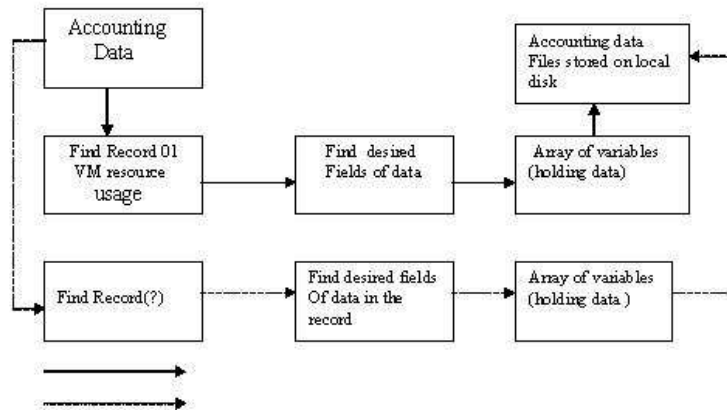 Accounting
Data
Accounting data
Files stored on local
disk
Find Record 01
VM resource
usage
Find desired
Fields of data
Array of variables
(holding data)
Find Record(?)
Find desired fields
Of data in the
record
Array of variables
(holding data )